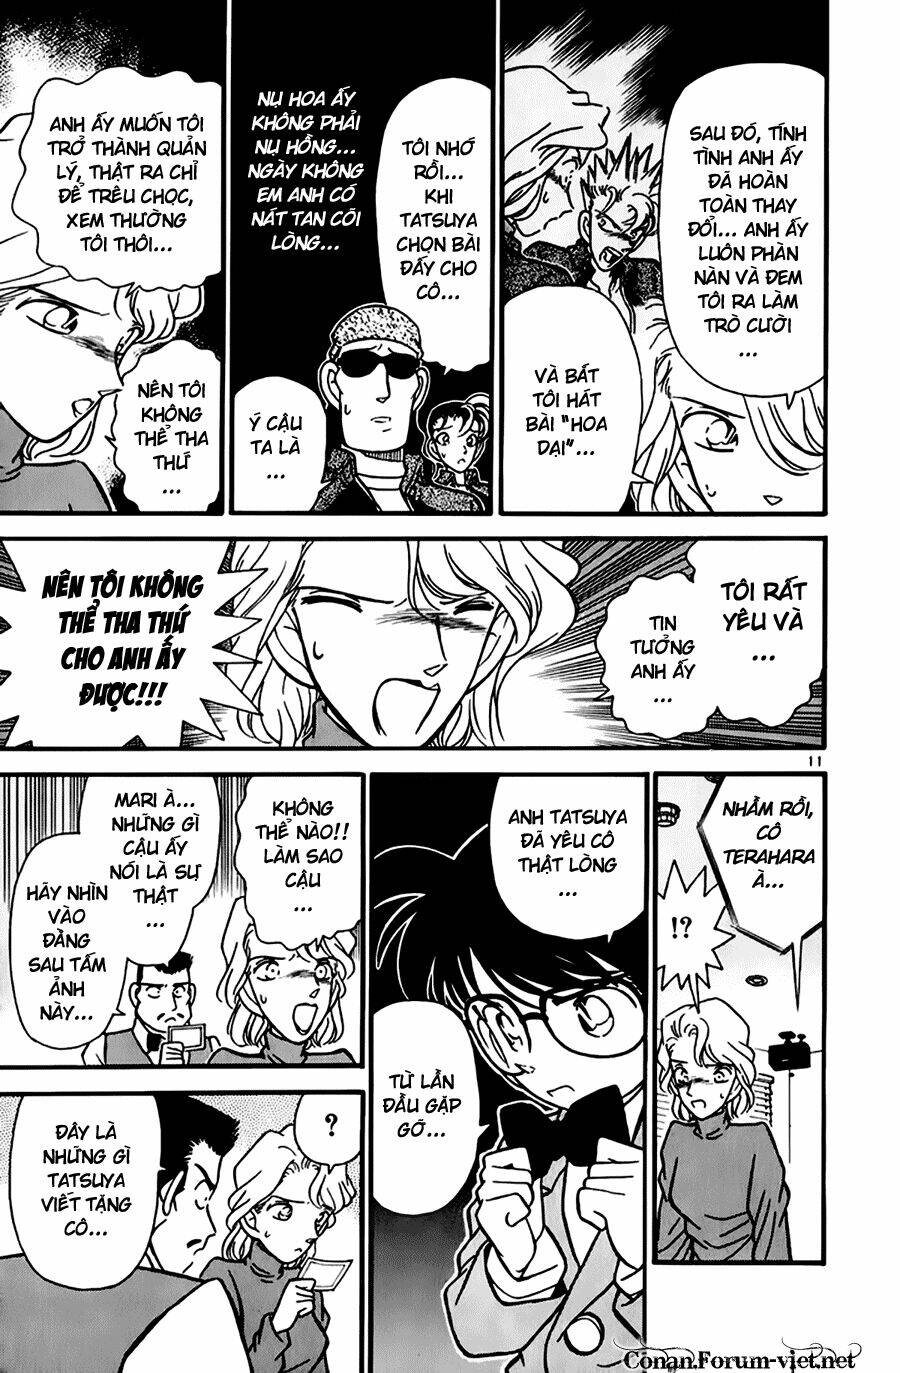 SAU ĐÓ, TÍNH
TÌNH ANH ẤY
ĐÃ HOÀN
TOÀN THAY
ĐỔI... ANH ẤY
LUÔN PHÀN
NÀN VÀ ĐEM
TÔI RA LÀM
TRÒ CƯỜI
...
VÀ BẮT
TÔI HÁT
BÀI "HOA
DẠI"...
TÔI NHỚ
RỒI...
KHI
TATSUYA
CHỌN BÀI
ĐẤY CHO
CÔ...
NỤ HOA ẤY
KHÔNG PHẢI
NỤ HỒNG...
NGÀY KHÔNG
EM ANH CÓ
NÁT TAN CÕI
LÒNG...
Ý CẬU
TA LÀ
...
ANH ẤY MUỐN TÔI
TRỞ THÀNH QUẢN
LÝ, THẬT RA CHỈ
ĐỂ TRÊU CHỌC,
XEM THƯỜNG
TÔI THÔI...
NÊN TÔI
KHÔNG
THỂ THA
THỨ
...
TÔI RẤT
YÊU VÀ
...
TIN
TƯỞNG
ANH ẤY
...
NÊN TÔI KHÔNG
THỂ THA THỨ
CHO ANH ẤY
ĐƯỢC!!!
11
NHẦM RỒI,
CÔ
TERAHARA
À...
!?
ANH TATSUYA
ĐÃ YÊU CÔ
THẬT LÒNG
...
TỪ LẦN
ĐẦU GẶP
GỠ...
KHÔNG
THỂ NÀO!!
LÀM SAO
CẬU
...
MARI À...
NHỮNG GÌ
CẬU ẤY
NÓI LÀ SỰ
THẬT
...
HÃY NHÌN
VÀO
ĐẰNG
SAU TẤM
ẢNH
NÀY...
?
ĐÂY LÀ
NHỮNG GÌ
TATSUYA
VIẾT TẶNG
CÔ...
Conan.Forum-viet.net